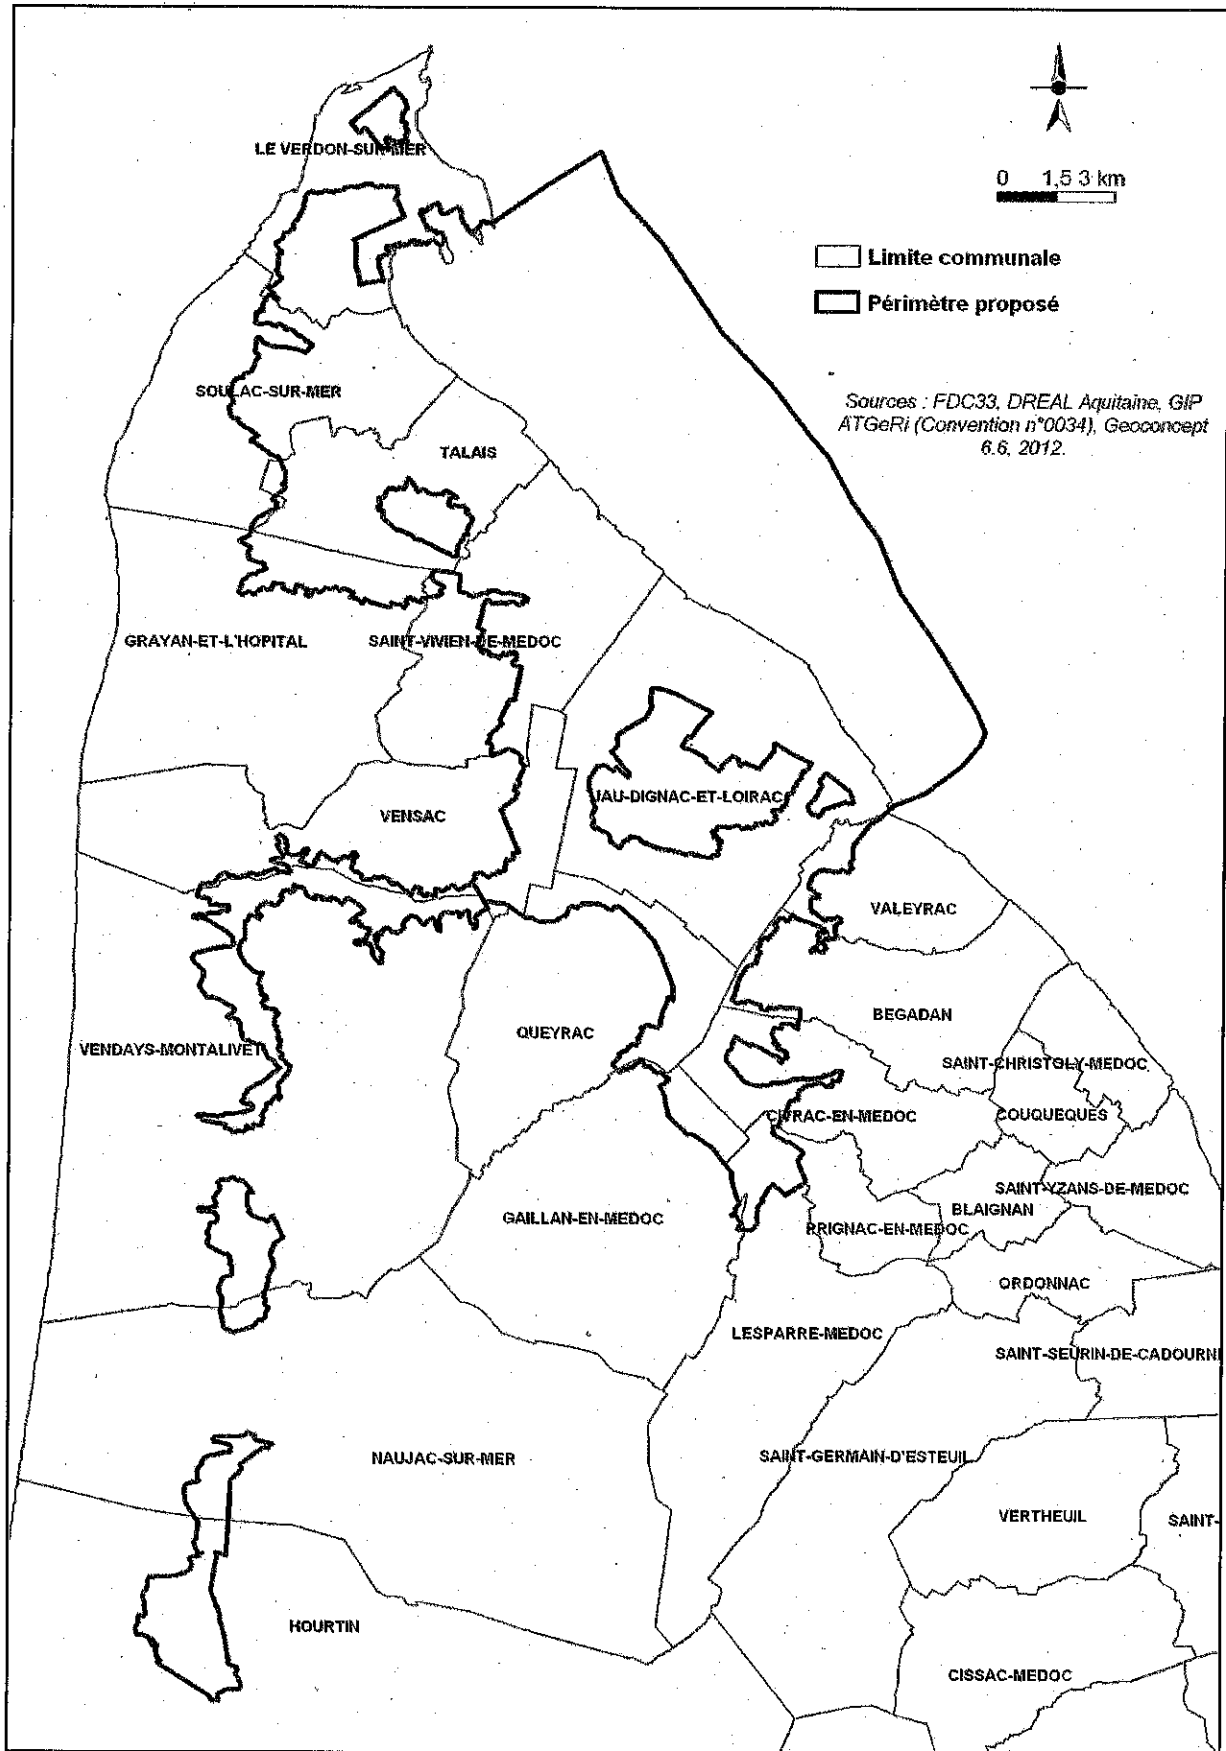 LE VERDON-SUR-MER
0 1,5 3 km
Limite communale
Périmètre proposé
Sources : FDC33, DREAL Aquitaine, GIP
ATGeRi (Convention n°0034), Geoconcept
6.6, 2012.
SOULAC-SUR-MER
TALAIS
GRAYAN-ET-L'HOPITAL
SAINT-VIVIEN-DE-MEDOC
JAU-DIGNAC-ET-LOIRAC
VENSAC
VALEYRAC
BEGADAN
QUEYRAC
VENDAYS-MONTALIVET
SAINT-CHRISTOLY-MEDOC
CIVRAC-EN-MEDOC
COUQUEQUES
SAINT-YZANS-DE-MEDOC
BLAIGNAN
GAILLAN-EN-MEDOC
PRIGNAC-EN-MEDOC
ORDONNAC
LESPARRE-MEDOC
SAINT-SEURIN-DE-CADOURN
NAUJAC-SUR-MER
SAINT-GERMAIN-D'ESTEUIL
VERTHEUIL
SAINT-
HOURTIN
CISSAC-MEDOC